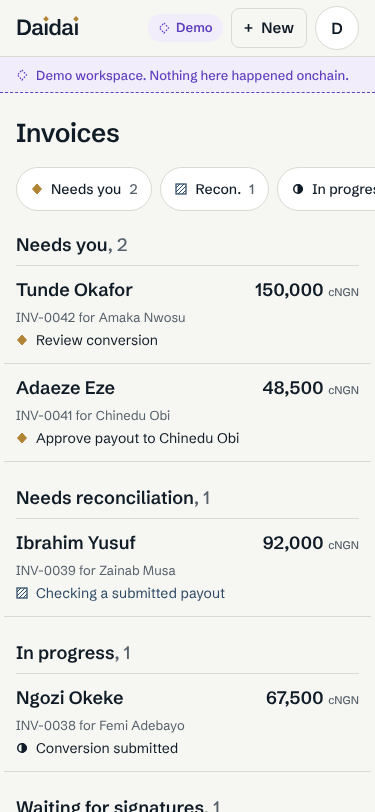 Daidai
Demo
+ New
D
Demo workspace. Nothing here happened onchain.
Invoices
Needs you 2
Recon. 1
In progres
Needs you, 2
Tunde Okafor 150,000 cNGN
INV-0042 for Amaka Nwosu
Review conversion
Adaeze Eze 48,500 cNGN
INV-0041 for Chinedu Obi
Approve payout to Chinedu Obi
Needs reconciliation, 1
Ibrahim Yusuf 92,000 cNGN
INV-0039 for Zainab Musa
Checking a submitted payout
In progress, 1
Ngozi Okeke 67,500 cNGN
INV-0038 for Femi Adebayo
Conversion submitted
Waiting for signatures, 1